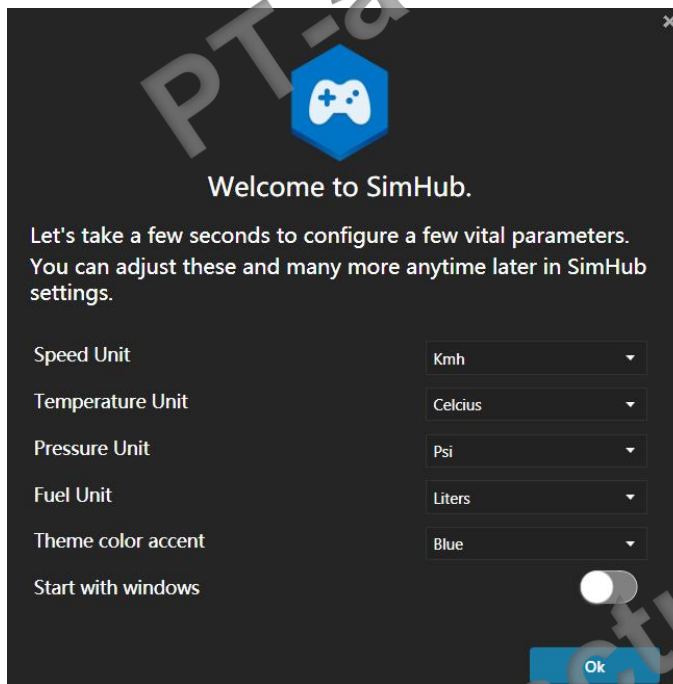 PT-a
Welcome to SimHub.
Let's take a few seconds to configure a few vital parameters.
You can adjust these and many more anytime later in SimHub
settings.
Speed Unit Kmh
Temperature Unit Celcius
Pressure Unit Psi
Fuel Unit Liters
Theme color accent Blue
Start with windows
Ok